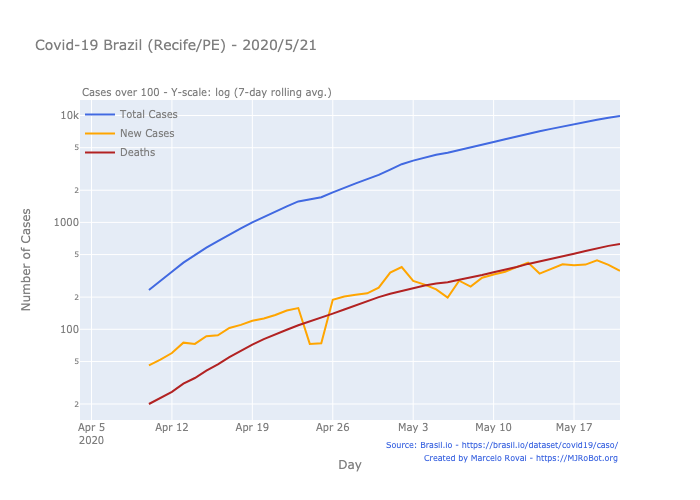 Covid-19 Brazil (Recife/PE) - 2020/5/21
Cases over 100 - Y-scale: log (7-day rolling avg.)
Total Cases
New Cases
Deaths
Number of Cases
10k
5
2
1000
5
2
100
5
2
Apr 5 Apr 12 Apr 19 Apr 26 May 3 May 10 May 17
2020
Source: Brasil.io - https://brasil.io/dataset/covid19/caso/
Created by Marcelo Rovai - https://MJRoBot.org
Day